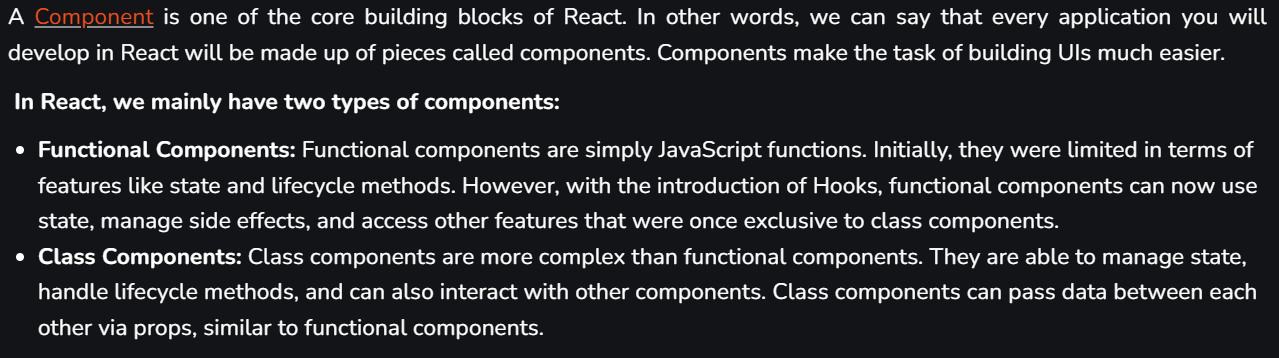 A Component is one of the core building blocks of React. In other words, we can say that every application you will
develop in React will be made up of pieces called components. Components make the task of building UIs much easier.
In React, we mainly have two types of components:
• Functional Components: Functional components are simply JavaScript functions. Initially, they were limited in terms of
features like state and lifecycle methods. However, with the introduction of Hooks, functional components can now use
state, manage side effects, and access other features that were once exclusive to class components.
• Class Components: Class components are more complex than functional components. They are able to manage state,
handle lifecycle methods, and can also interact with other components. Class components can pass data between each
other via props, similar to functional components.